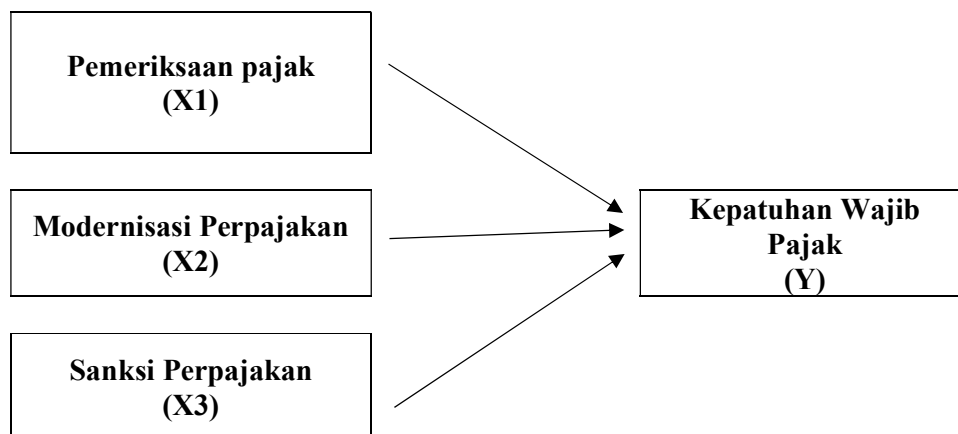 Pemeriksaan pajak
(X1)
Modernisasi Perpajakan
(X2)
Sanksi Perpajakan
(X3)
Kepatuhan Wajib
Pajak
(Y)